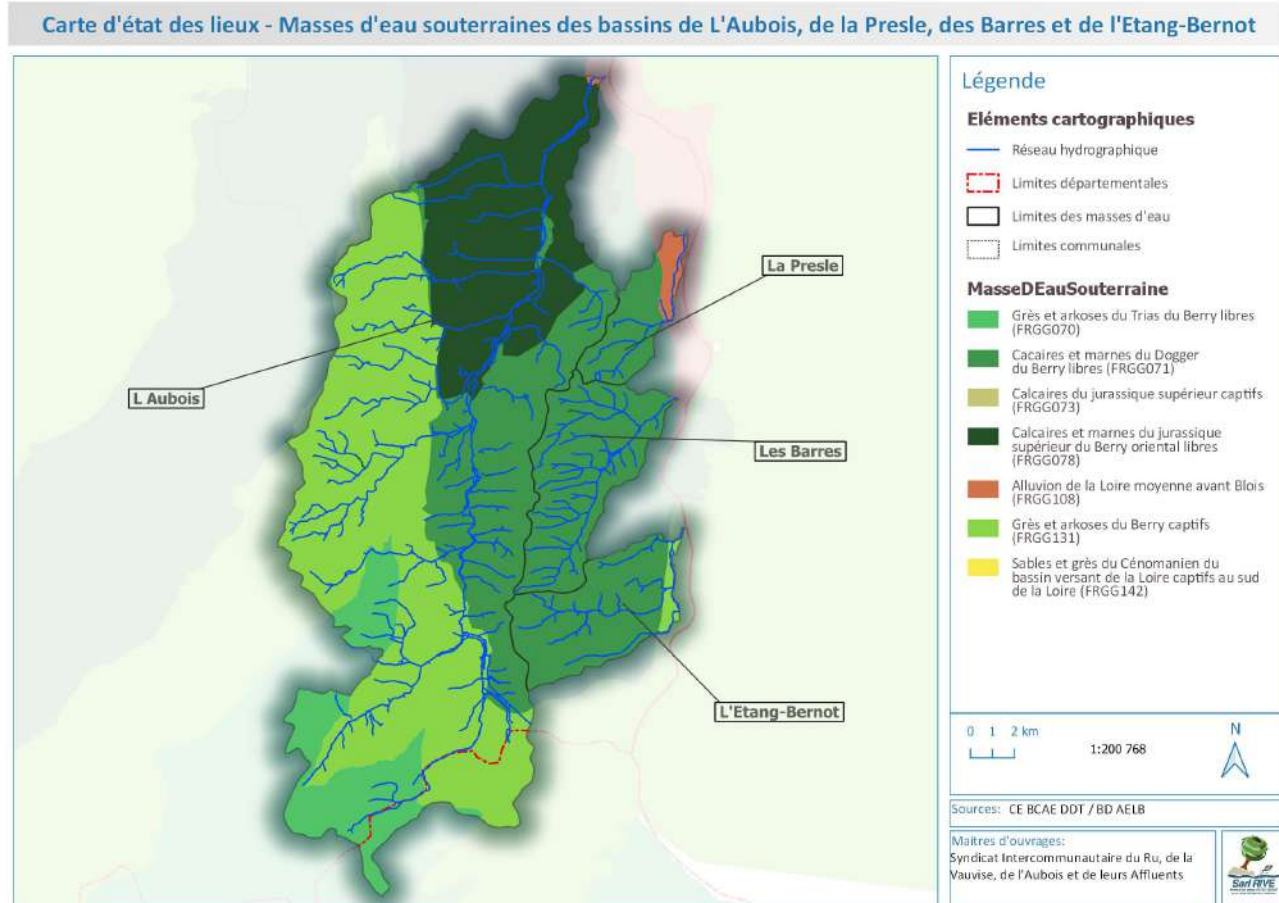 Carte d'état des lieux - Masses d'eau souterraines des bassins de L'Aubois, de la Presle, des Barres et de l'Etang-Bernot
La Presle
L Aubois
Les Barres
L'Etang-Bernot
Légende
Eléments cartographiques
Réseau hydrographique
Limites départementales
Limites des masses d'eau
Limites communales
MasseDEauSouterraine
Grès et arkoses du Trias du Berry libres
(FRGG070)
Cacaires et marnes du Dogger
du Berry libres (FRGG071)
Calcaires du jurassique supérieur captifs
(FRGG073)
Calcaires et marnes du jurassique
supérieur du Berry oriental libres
(FRGG078)
Alluvion de la Loire moyenne avant Blois
(FRGG108)
Grès et arkoses du Berry captifs
(FRGG131)
Sables et grès du Cénomanien du
bassin versant de la Loire captifs au sud
de la Loire (FRGG142)
0 1 2 km
1:200 768
N
Sources: CE BCAE DDT / BD AELB
Maitres d'ouvrages:
Syndicat Intercommunautaire du Ru, de la
Vauvise, de l'Aubois et de leurs Affluents
Sarl RIVE